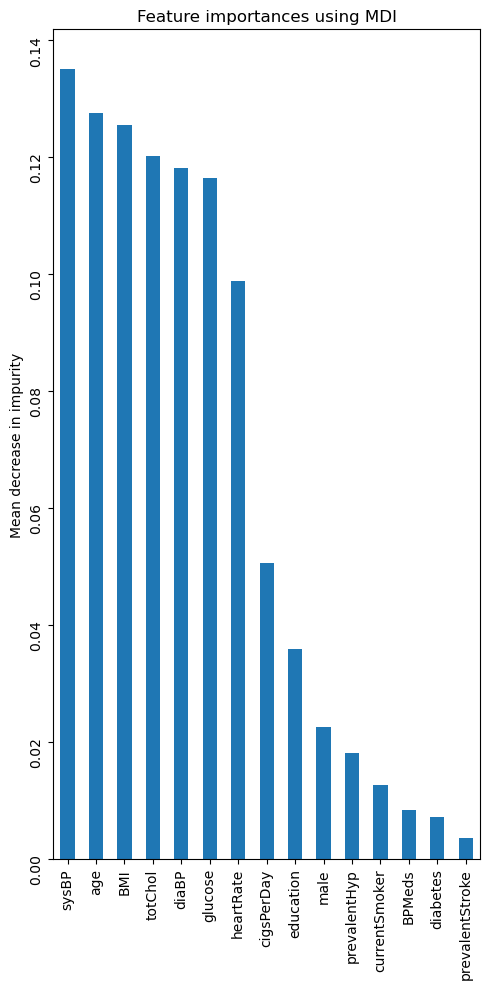 Feature importances using MDI
Mean decrease in impurity
0.14
0.12
0.10
0.08
0.06
0.04
0.02
0.00
sysBP
age
BMI
totChol
diaBP
glucose
heartRate
cigsPerDay
education
male
prevalentHyp
currentSmoker
BPMeds
diabetes
prevalentStroke